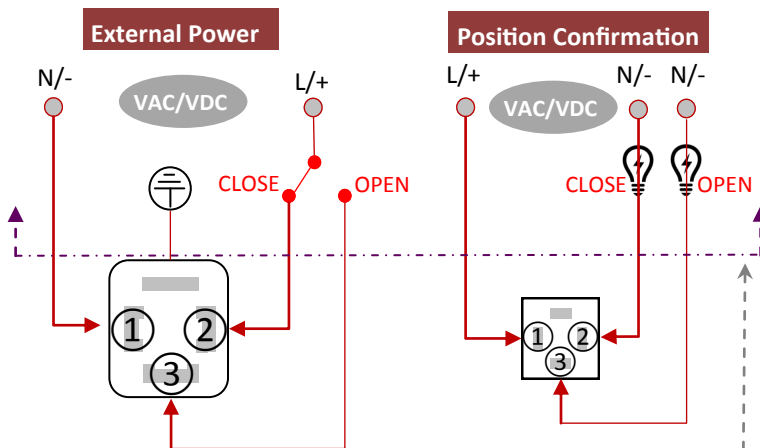 External Power
Position Confirmation
N/-
VAC/VDC
L/+
L/+
VAC/VDC
N/-
N/-
CLOSE
OPEN
CLOSE
OPEN
1
2
3
1
2
3